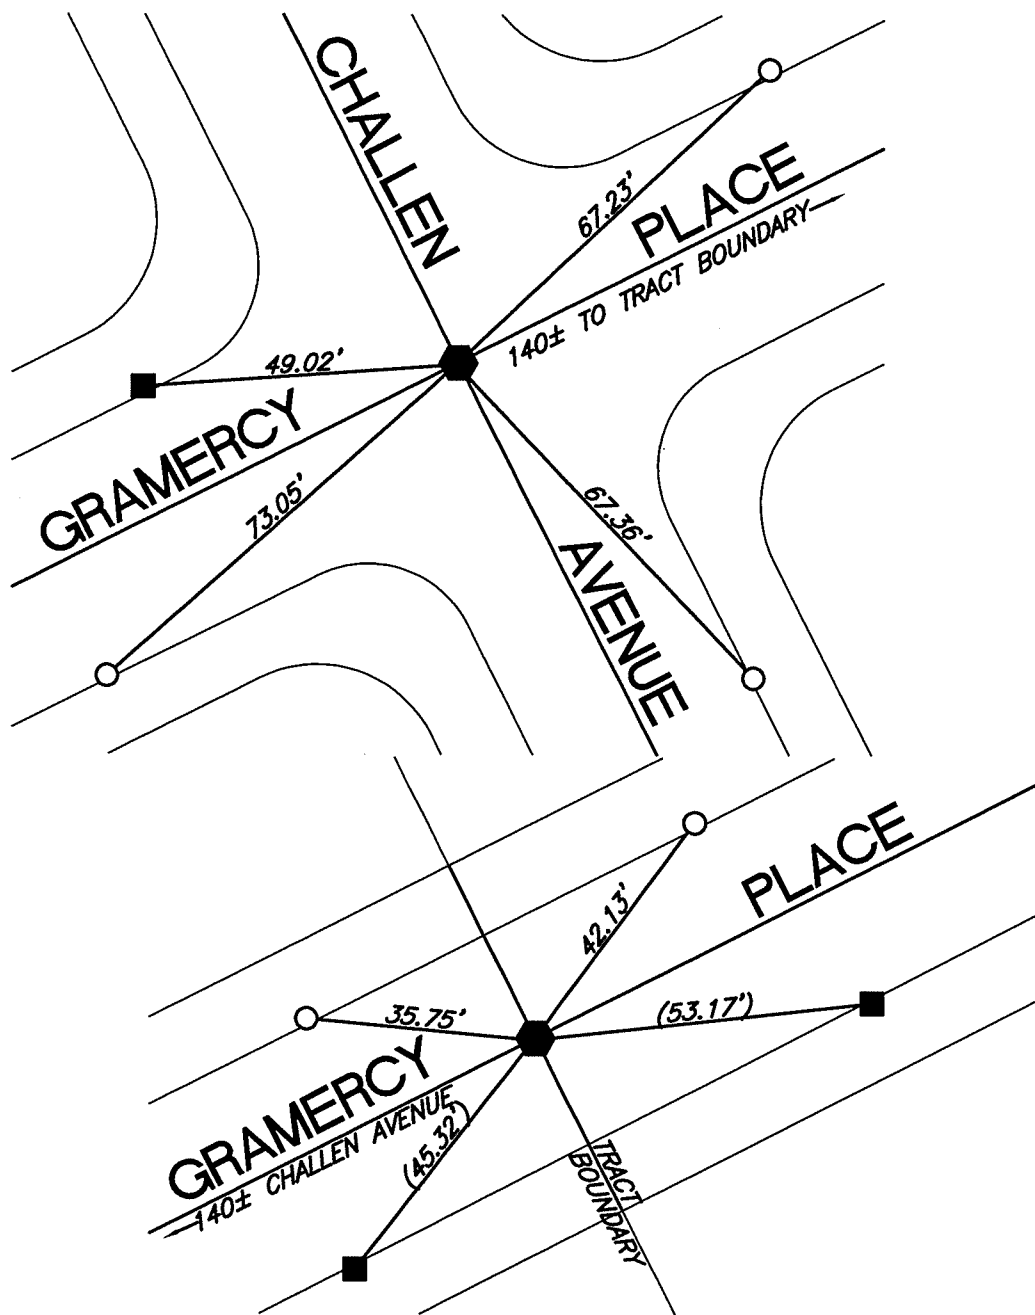 CHALLEN
67.23'
PLACE
140± TO TRACT BOUNDARY
49.02'
GRAMERCY
73.05'
67.36'
AVENUE
PLACE
42.13'
35.75'
(53.17')
GRAMERCY
140± CHALLEN AVENUE
(45.32')
TRACT
BOUNDARY